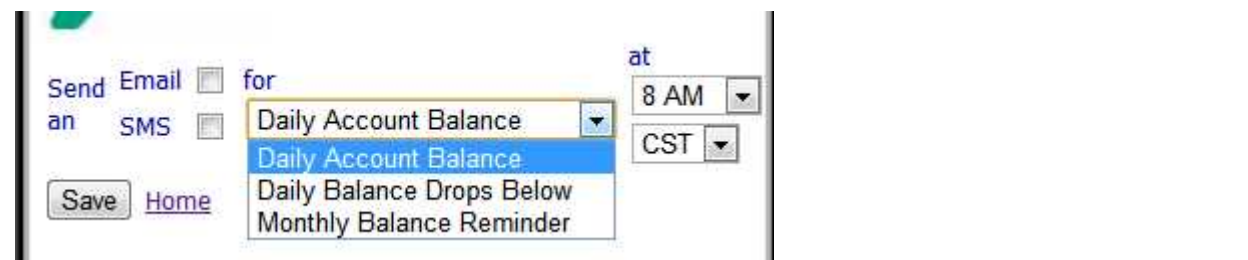 at
Send an
Email
for
8 AM
SMS
Daily Account Balance
CST
Daily Account Balance
Daily Balance Drops Below
Monthly Balance Reminder
Save Home